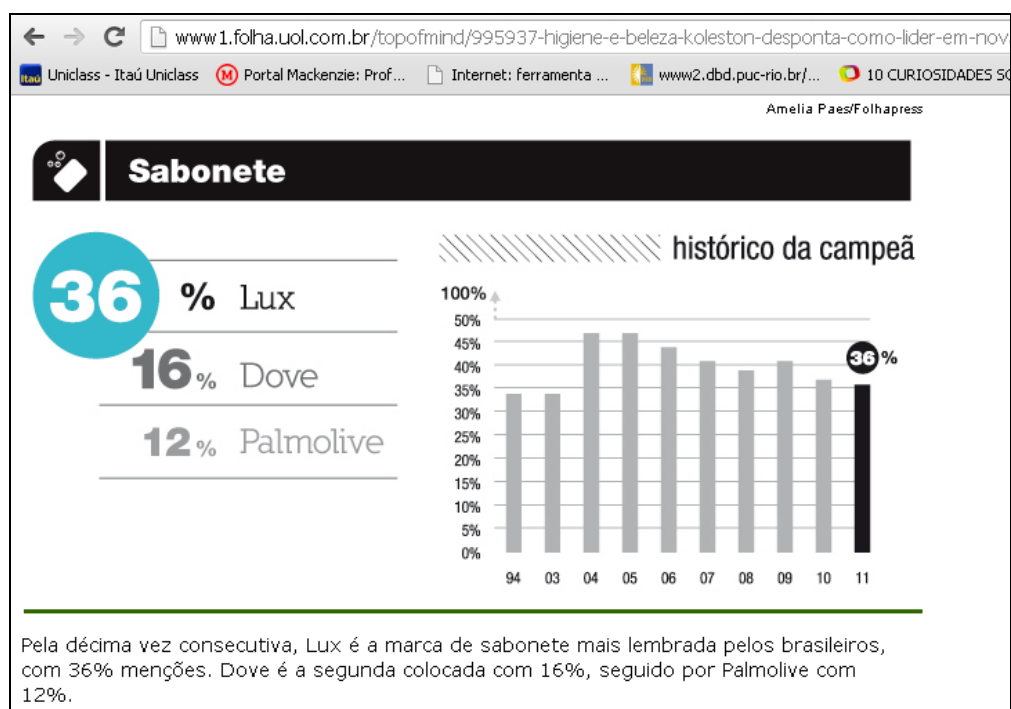 www1.folha.uol.com.br/topofmind/995937-higiene-e-beleza-koleston-desponta-como-lider-em-nov
Itaú Uniclass - Itaú Uniclass M Portal Mackenzie: Prof... Internet: ferramenta ... www2.dbd.puc-rio.br/... 10 CURIOSIDADES SO
Amelia Paes/Folhapress
Sabonete
36 % Lux
16 % Dove
12 % Palmolive
histórico da campeã
100%
50%
45%
40%
35%
30%
25%
20%
15%
10%
5%
0%
36 %
94 03 04 05 06 07 08 09 10 11
Pela décima vez consecutiva, Lux é a marca de sabonete mais lembrada pelos brasileiros,
com 36% menções. Dove é a segunda colocada com 16%, seguido por Palmolive com
12%.